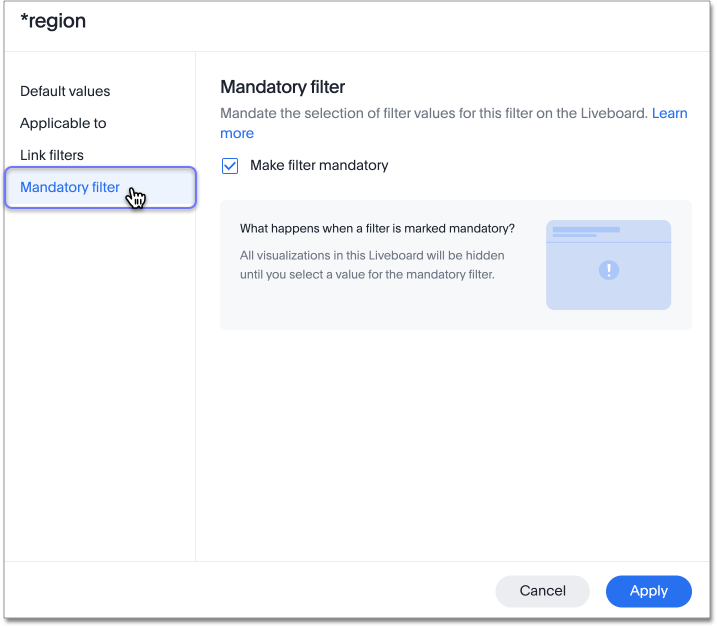 *region
Default values
Applicable to
Link filters
Mandatory filter
Mandatory filter
Mandate the selection of filter values for this filter on the Liveboard. Learn
more
Make filter mandatory
What happens when a filter is marked mandatory?
All visualizations in this Liveboard will be hidden
until you select a value for the mandatory filter.
Cancel
Apply